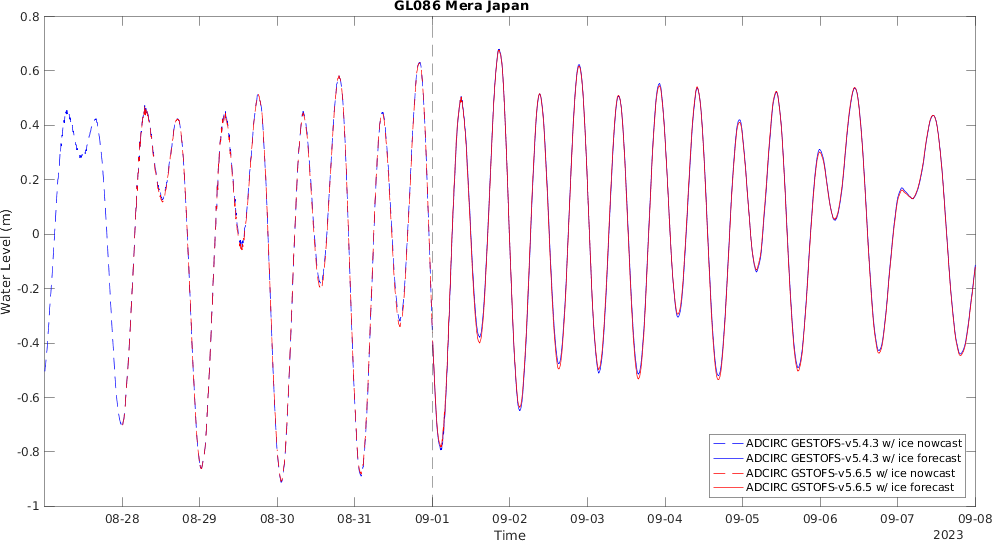 GL086 Mera Japan
0.8
0.6
0.4
0.2
0
-0.2
-0.4
-0.6
-0.8
-1
Water Level (m)
ADCIRC GESTOFS-v5.4.3 w/ ice nowcast
ADCIRC GESTOFS-v5.4.3 w/ ice forecast
ADCIRC GSTOFS-v5.6.5 w/ ice nowcast
ADCIRC GSTOFS-v5.6.5 w/ ice forecast
08-28 08-29 08-30 08-31 09-01 09-02 09-03 09-04 09-05 09-06 09-07 09-08
Time
2023